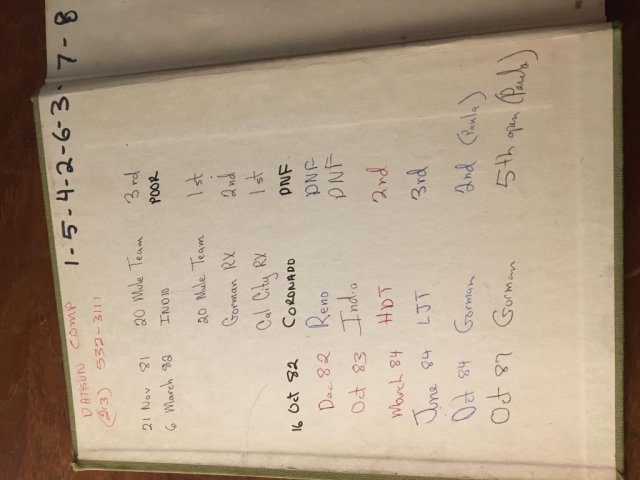 DATSUN COMP
(213) 532-3111
1-5-4-2-6-3-7-8
21 Nov 81 20 Mule Team 3rd
6 March 82 INDIO POOR
20 Mule Team 1st
Gorman RX 2nd
Cal City RX 1st
16 Oct 82 CORONADO DNF
Dec 82 Reno DNF
Oct 83 Indio DNF
March 84 HDT 2nd
June 84 LJT 3rd
Oct 84 Gorman 2nd (Paula)
Oct 87 Gorman 5th open (Paula)